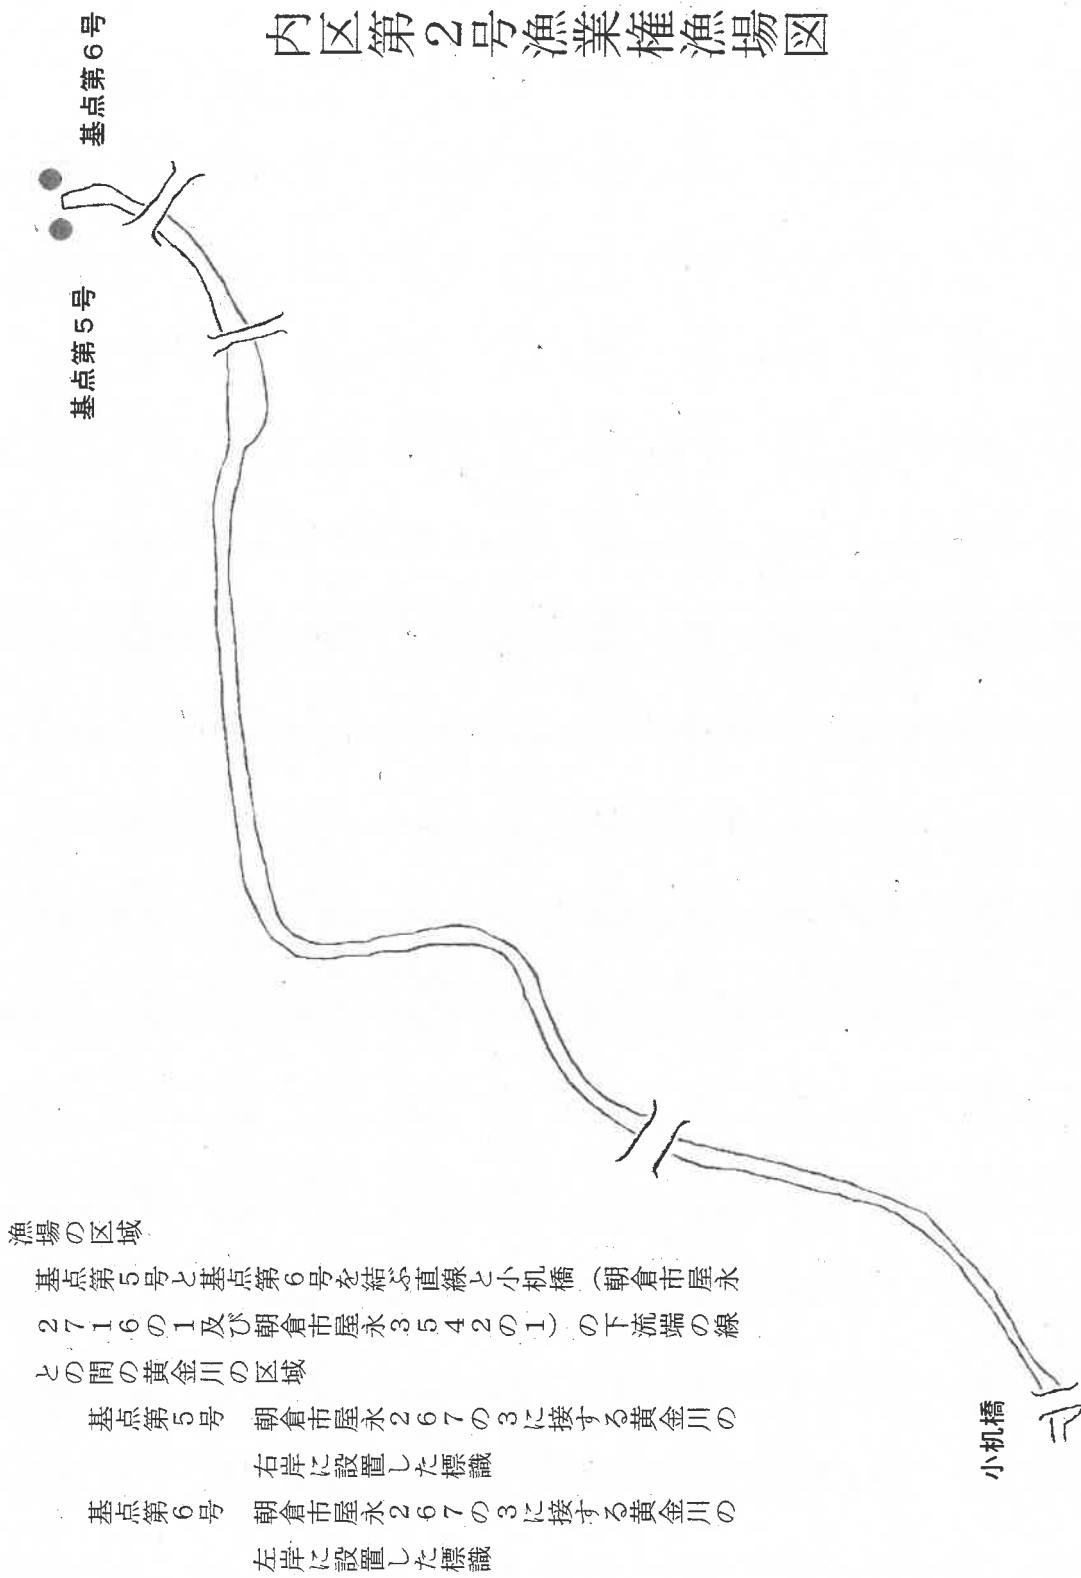 内区第２号漁業権漁場図
基点第６号
基点第５号
漁場の区域
基点第５号と基点第６号を結ぶ直線と小机橋（朝倉市屋永
２７１６の１及び朝倉市屋永３５４２の１）の下流端の線
との間の黄金川の区域
基点第５号　朝倉市屋永２６７の３に接する黄金川の
右岸に設置した標識
基点第６号　朝倉市屋永２６７の３に接する黄金川の
左岸に設置した標識
小机橋